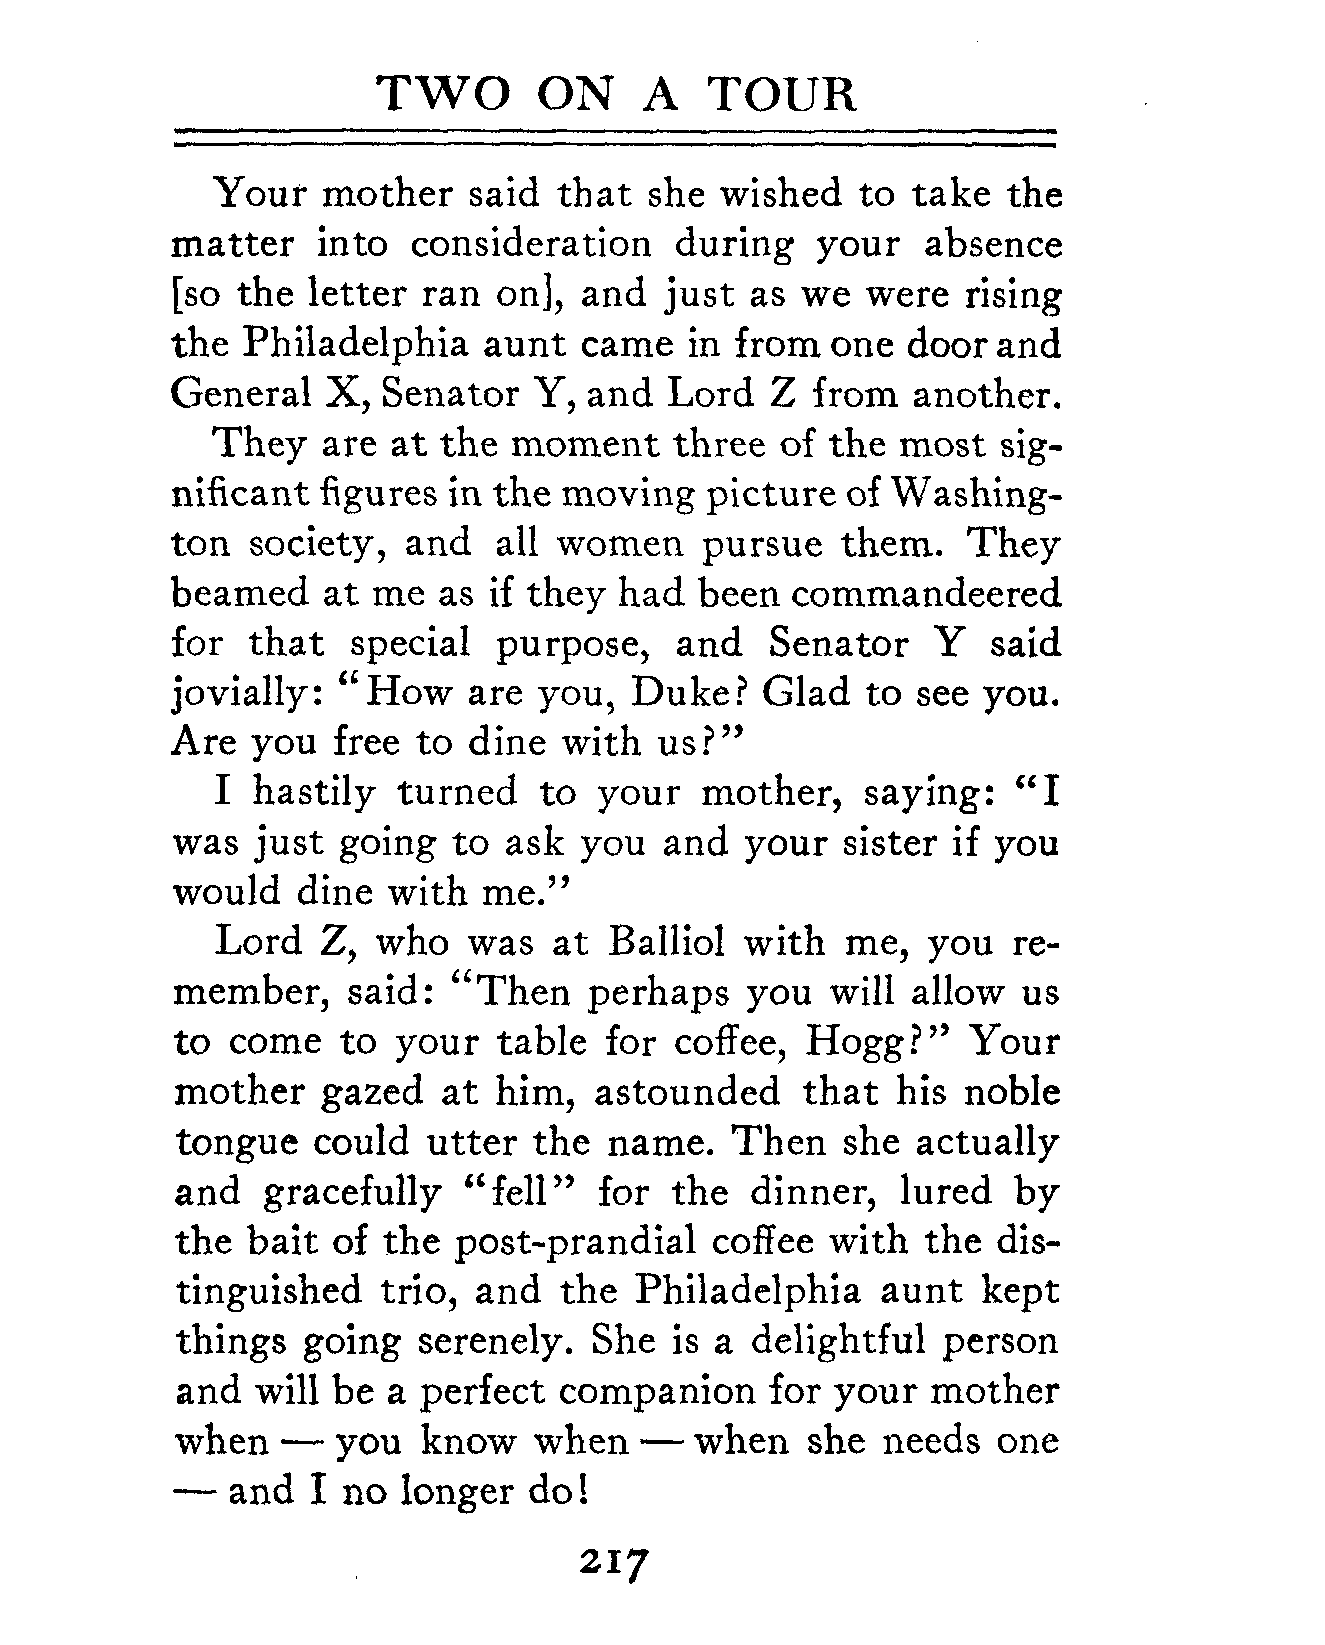 TWO ON A TOUR
Your mother said that she wished to take the
matter into consideration during your absence
[so the letter ran on], and just as we were rising
the Philadelphia aunt came in from one door and
General X, Senator Y, and Lord Z from another.
They are at the moment three of the most sig-
nificant figures in the moving picture of Washing-
ton society, and all women pursue them. They
beamed at me as if they had been commandeered
for that special purpose, and Senator Y said
jovially: “How are you, Duke? Glad to see you.
Are you free to dine with us?”
I hastily turned to your mother, saying: “I
was just going to ask you and your sister if you
would dine with me.”
Lord Z, who was at Balliol with me, you re-
member, said: “Then perhaps you will allow us
to come to your table for coffee, Hogg?” Your
mother gazed at him, astounded that his noble
tongue could utter the name. Then she actually
and gracefully “fell” for the dinner, lured by
the bait of the post-prandial coffee with the dis-
tinguished trio, and the Philadelphia aunt kept
things going serenely. She is a delightful person
and will be a perfect companion for your mother
when — you know when — when she needs one
— and I no longer do!
217